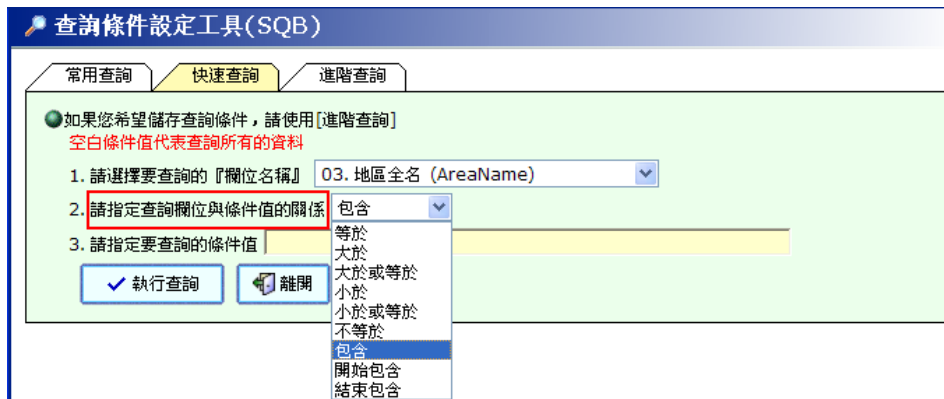 查詢條件設定工具(SQB)
常用查詢 快速查詢 進階查詢
如果您希望儲存查詢條件，請使用[進階查詢]
空白條件值代表查詢所有的資料
1. 請選擇要查詢的『欄位名稱』 03. 地區全名 (AreaName)
2. 請指定查詢欄位與條件值的關係 包含
3. 請指定要查詢的條件值
執行查詢 離開
等於
大於
大於或等於
小於
小於或等於
不等於
包含
開始包含
結束包含